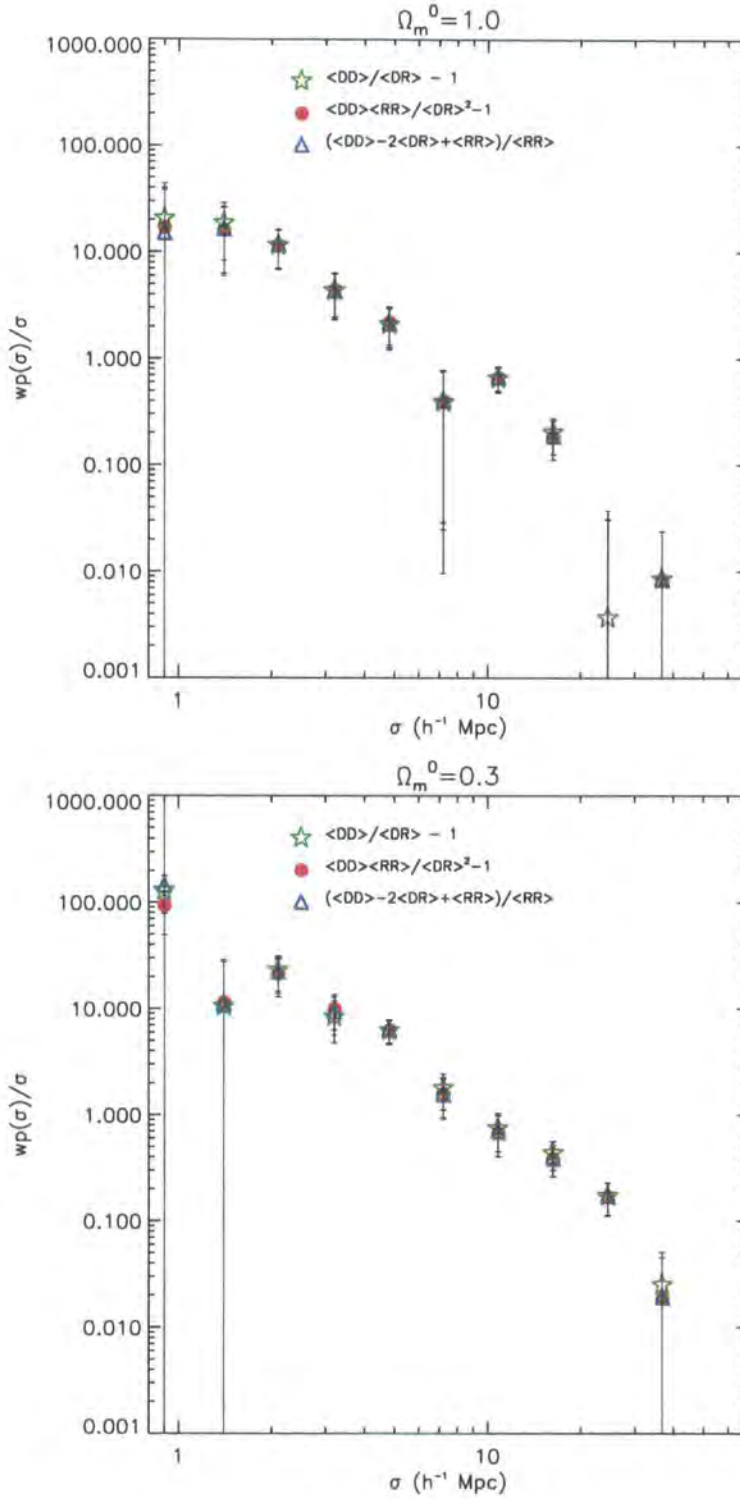 Ωm⁰=1.0
1000.000
<DD>/<DR> - 1
<DD><RR>/<DR>²-1
(<DD>-2<DR>+<RR>)/<RR>
100.000
10.000
1.000
0.100
0.010
0.001
wp(σ)/σ
1 10
σ (h⁻¹ Mpc)
Ωm⁰=0.3
1000.000
<DD>/<DR> - 1
<DD><RR>/<DR>²-1
(<DD>-2<DR>+<RR>)/<RR>
100.000
10.000
1.000
0.100
0.010
0.001
wp(σ)/σ
1 10
σ (h⁻¹ Mpc)